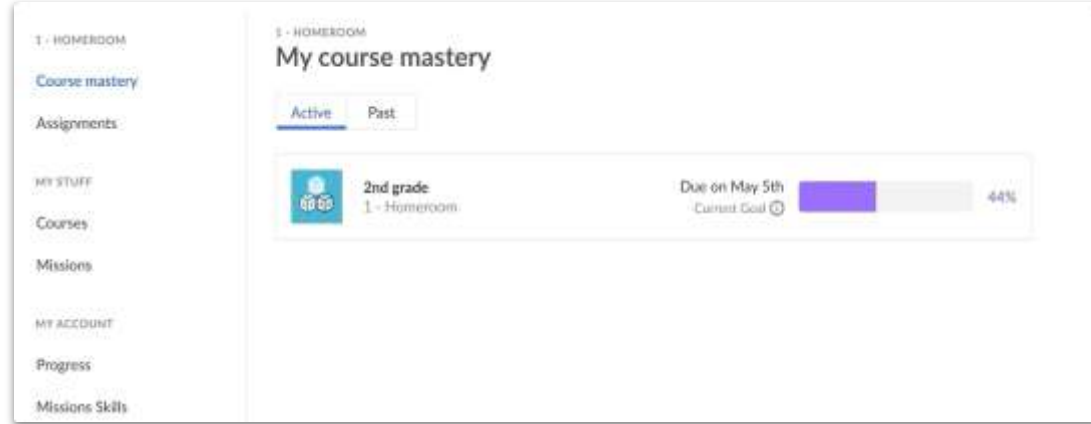 1 - HOMEROOM
Course mastery
Assignments
MY STUFF
Courses
Missions
MY ACCOUNT
Progress
Missions Skills
1 - HOMEROOM
My course mastery
Active Past
2nd grade
1 - Homeroom
Due on May 5th
Current Goal
44%